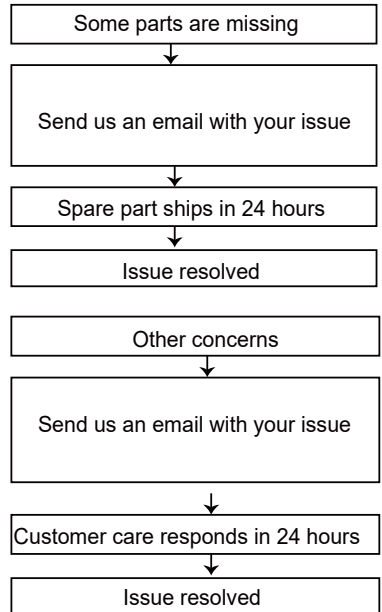 Some parts are missing
Send us an email with your issue
Spare part ships in 24 hours
Issue resolved
Other concerns
Send us an email with your issue
Customer care responds in 24 hours
Issue resolved